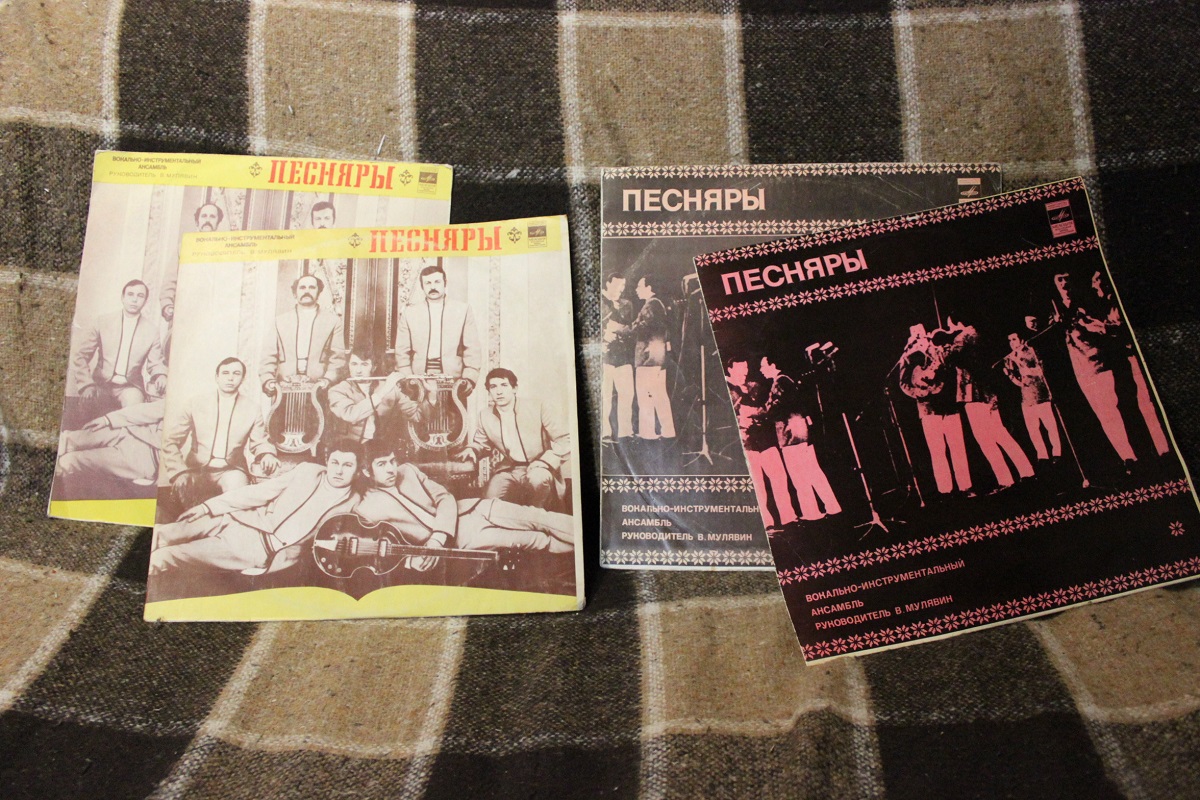 ВОКАЛЬНО-ИНСТРУМЕНТАЛЬНЫЙ
АНСАМБЛЬ
РУКОВОДИТЕЛЬ В. МУЛЯВИН
ПЕСНЯРЫ
ВОКАЛЬНО-ИНСТРУМЕНТАЛЬНЫЙ
АНСАМБЛЬ
РУКОВОДИТЕЛЬ В. МУЛЯВИН
ПЕСНЯРЫ
ПЕСНЯРЫ
ВОКАЛЬНО-ИНСТРУМЕНТАЛЬН
АНСАМБЛЬ
РУКОВОДИТЕЛЬ В. МУЛЯВИН
ПЕСНЯРЫ
ВОКАЛЬНО-ИНСТРУМЕНТАЛЬНЫЙ
АНСАМБЛЬ
РУКОВОДИТЕЛЬ В. МУЛЯВИН